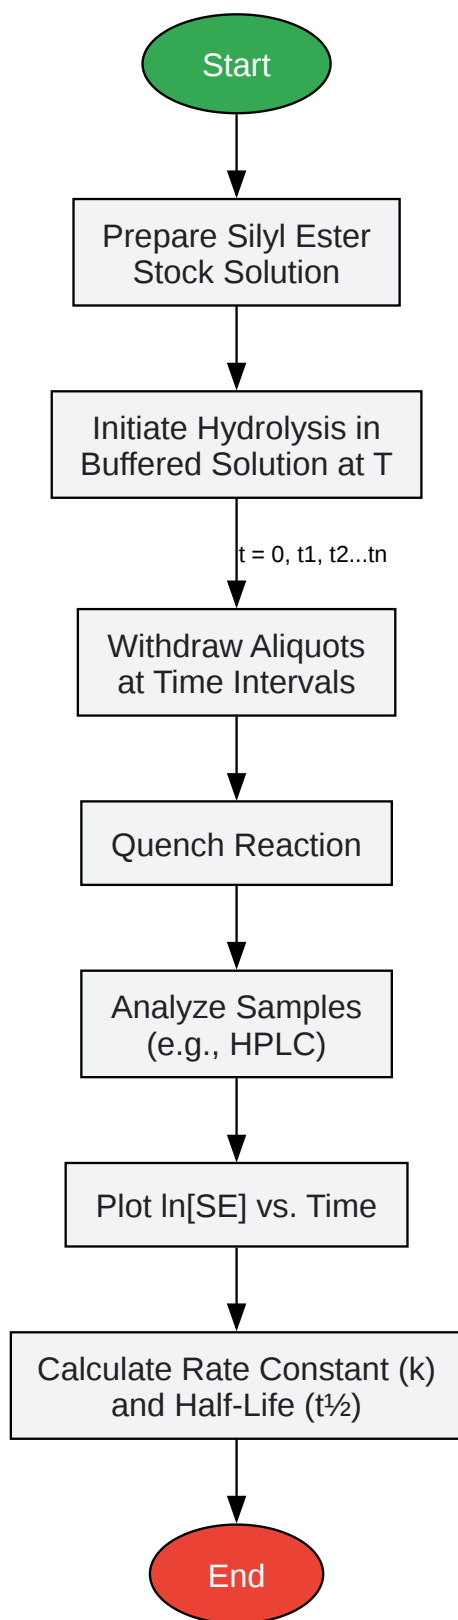 Start
Prepare Silyl Ester
Stock Solution
Initiate Hydrolysis in
Buffered Solution at T
t = 0, t1, t2...tn
Withdraw Aliquots
at Time Intervals
Quench Reaction
Analyze Samples
(e.g., HPLC)
Plot ln[SE] vs. Time
Calculate Rate Constant (k)
and Half-Life (t½)
End